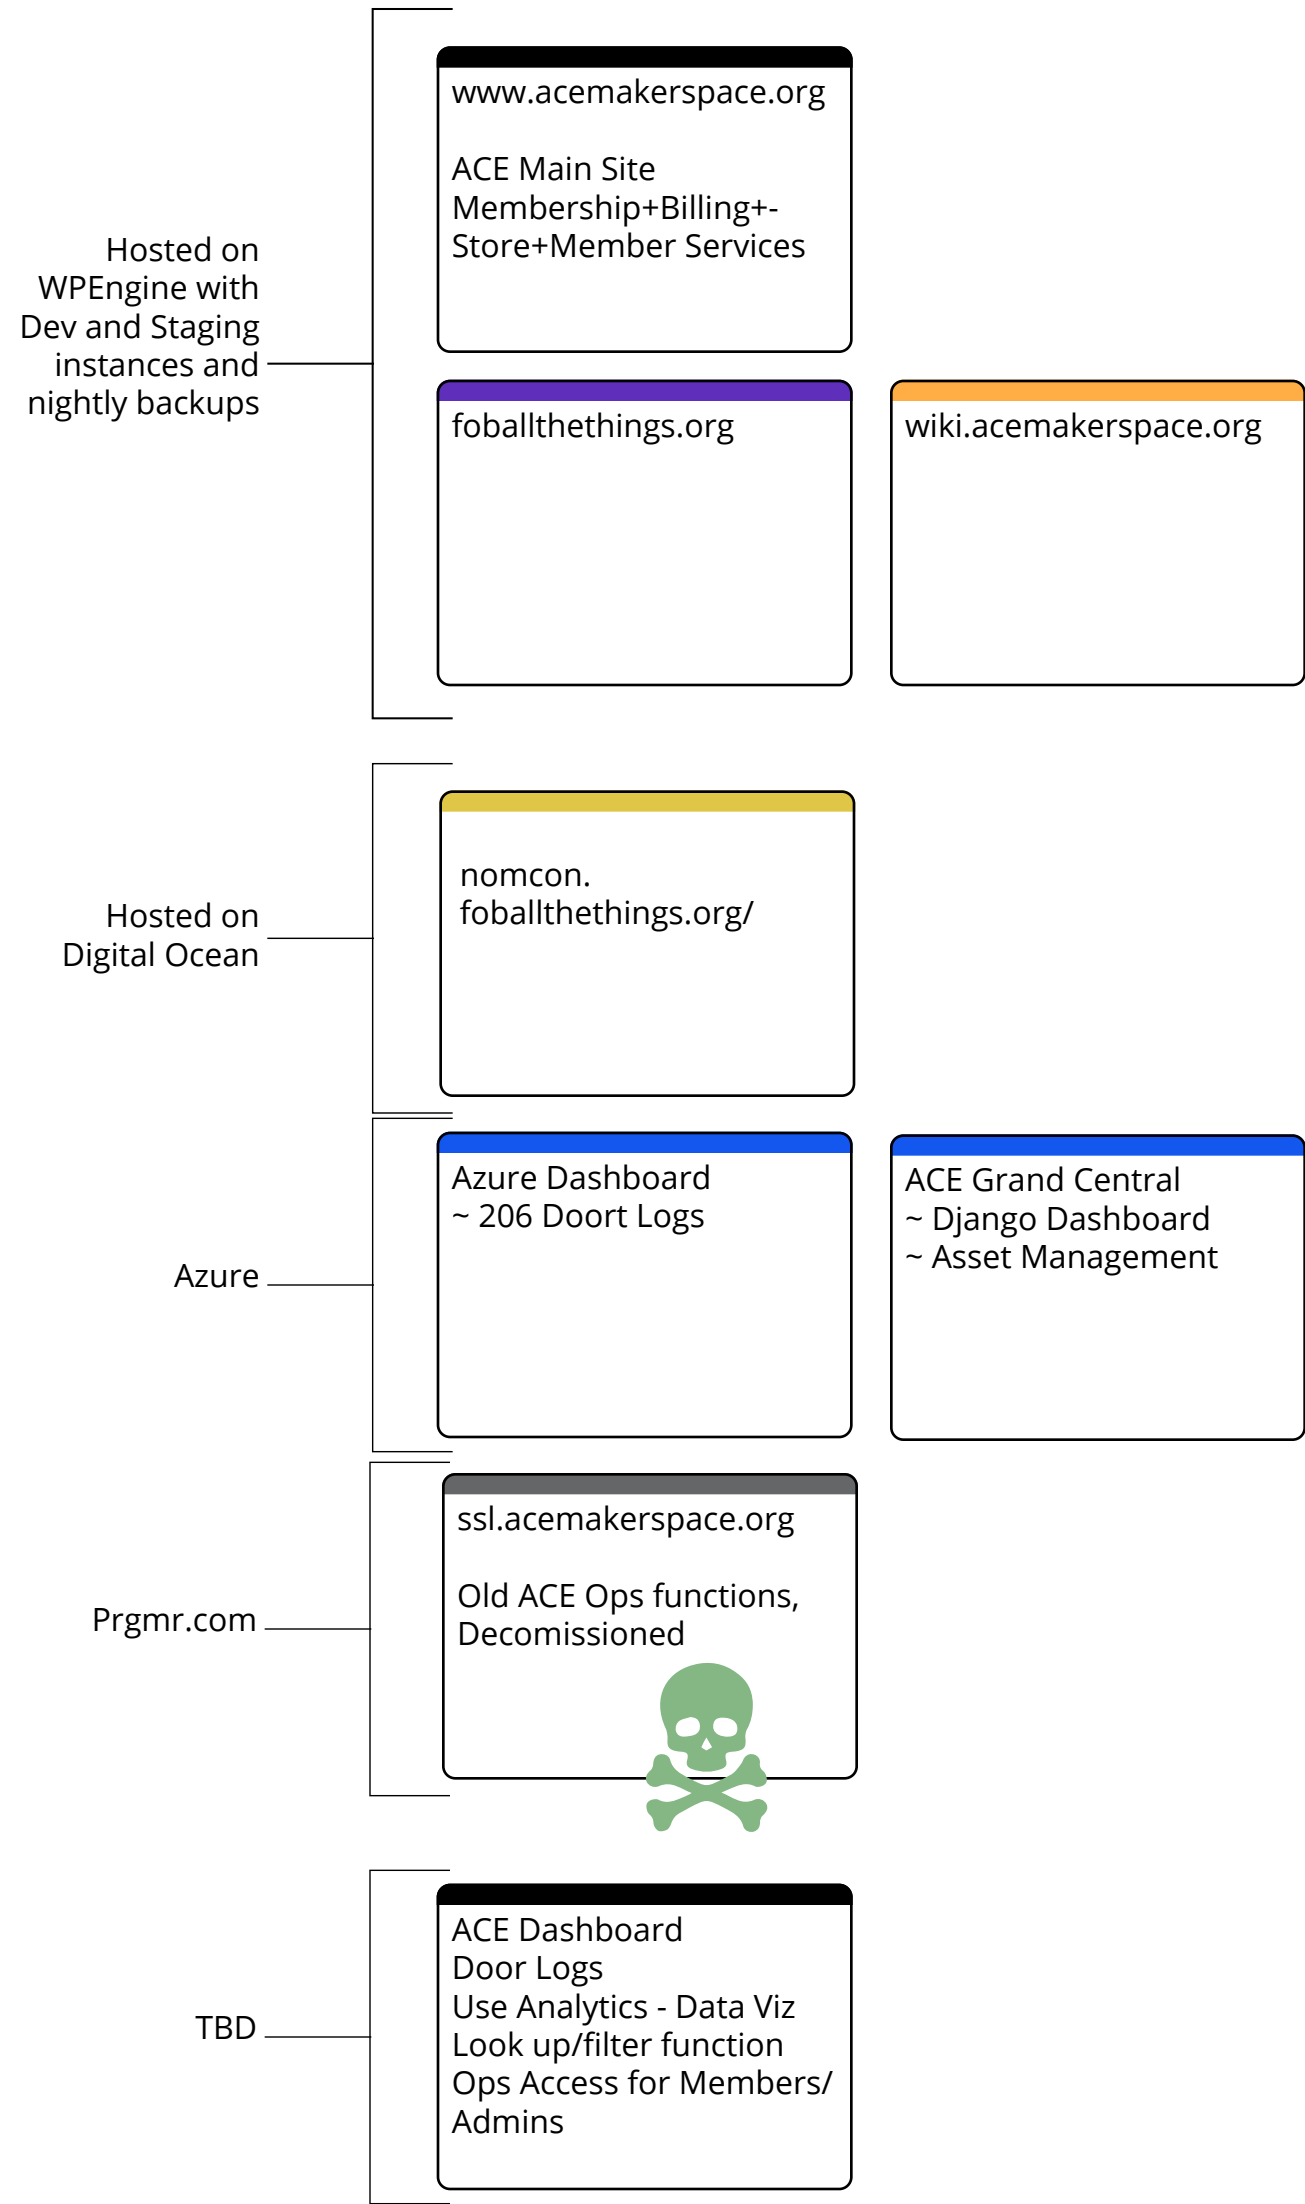 www.acemakerspace.org
ACE Main Site
Membership+Billing+-
Store+Member Services
Hosted on
WPEngine with
Dev and Staging
instances and
nightly backups
foballthethings.org
wiki.acemakerspace.org
nomcon.
foballthethings.org/
Hosted on
Digital Ocean
Azure Dashboard
~ 206 Doort Logs
ACE Grand Central
~ Django Dashboard
~ Asset Management
Azure
ssl.acemakerspace.org
Old ACE Ops functions,
Decomissioned
Prgmr.com
ACE Dashboard
Door Logs
Use Analytics - Data Viz
Look up/filter function
Ops Access for Members/
Admins
TBD